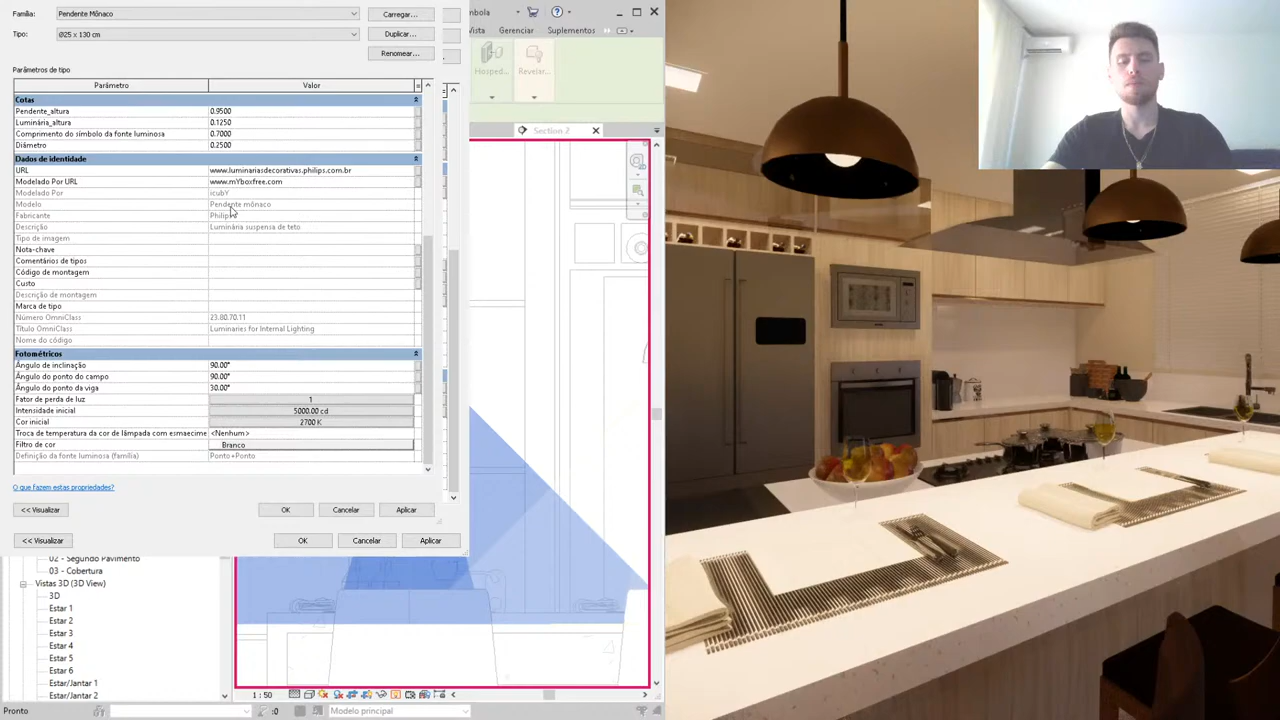 Família:
Pendente Mônaco
Carregar...
Tipo:
Ø25 x 130 cm
Duplicar...
Renomear...
Parâmetros de tipo
Parâmetro
Valor
=
Cotas
Pendente_altura
0.9500
Luminária_altura
0.1250
Comprimento do símbolo da fonte luminosa
0.7000
Diâmetro
0.2500
Dados de identidade
URL
www.luminariasdecorativas.philips.com.br
Modelado Por URL
www.mYboxfree.com
Modelado Por
icubY
Modelo
Pendente mônaco
Fabricante
Philips
Descrição
Luminária suspensa de teto
Tipo de imagem
Nota-chave
Comentários de tipos
Código de montagem
Custo
Descrição de montagem
Marca de tipo
Número OmniClass
23.80.70.11
Título OmniClass
Luminaries for Internal Lighting
Nome do código
Fotométricos
Ângulo de inclinação
90.00°
Ângulo do ponto do campo
90.00°
Ângulo do ponto da viga
30.00°
Fator de perda de luz
1
Intensidade inicial
5000.00 cd
Cor inicial
2700 K
Troca de temperatura da cor de lâmpada com esmaecime
<Nenhum>
Filtro de cor
Branco
Definição da fonte luminosa (família)
Ponto+Ponto
O que fazem estas propriedades?
<< Visualizar
OK
Cancelar
Aplicar
<< Visualizar
OK
Cancelar
Aplicar
mbola
Vista
Gerenciar
Suplementos
Hosped...
Revelar...
Section 2
02 - Segundo Pavimento
03 - Cobertura
Vistas 3D (3D View)
3D
Estar 1
Estar 2
Estar 3
Estar 4
Estar 5
Estar 6
Estar/Jantar 1
Estar/Jantar 2
1 : 50
Pronto
:0
Modelo principal